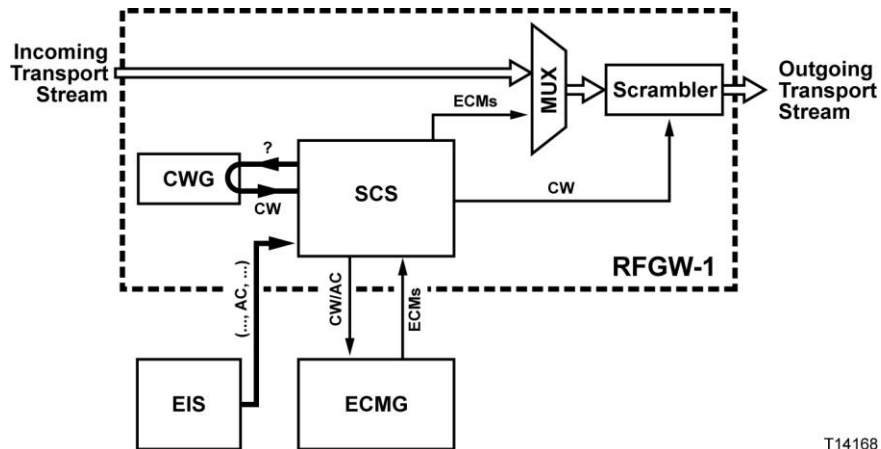 Incoming
Transport
Stream
MUX
Scrambler
Outgoing
Transport
Stream
ECMs
?
CWG
CW
SCS
CW
RFGW-1
(..., AC, ...)
CW/AC
ECMs
EIS
ECMG
T14168